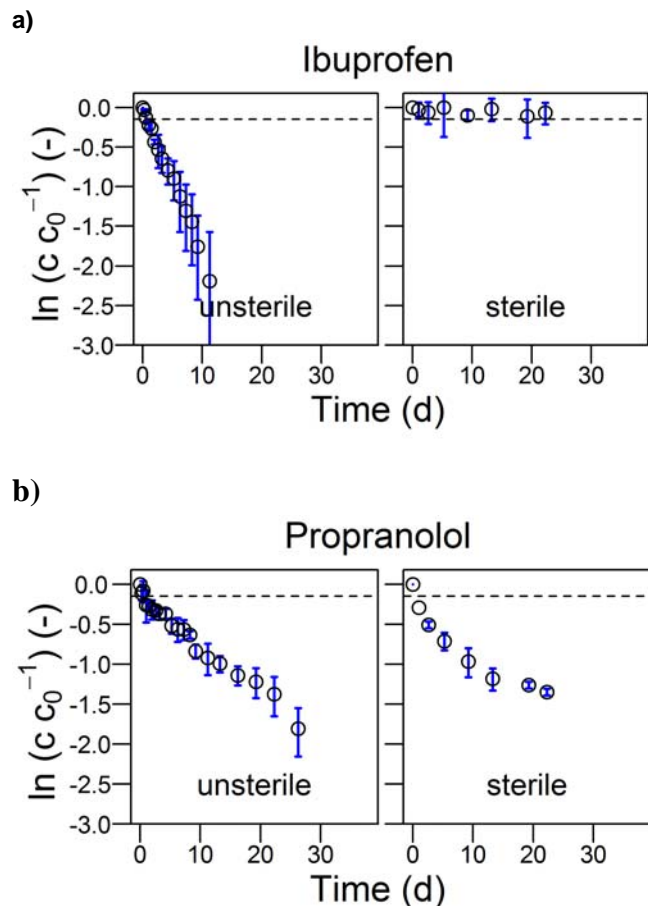 a)
Ibuprofen
ln (c c₀⁻¹) (-)
0.0
-0.5
-1.0
-1.5
-2.0
-2.5
-3.0
unsterile
sterile
0 10 20 30
0 10 20 30
Time (d)
b)
Propranolol
ln (c c₀⁻¹) (-)
0.0
-0.5
-1.0
-1.5
-2.0
-2.5
-3.0
unsterile
sterile
0 10 20 30
0 10 20 30
Time (d)